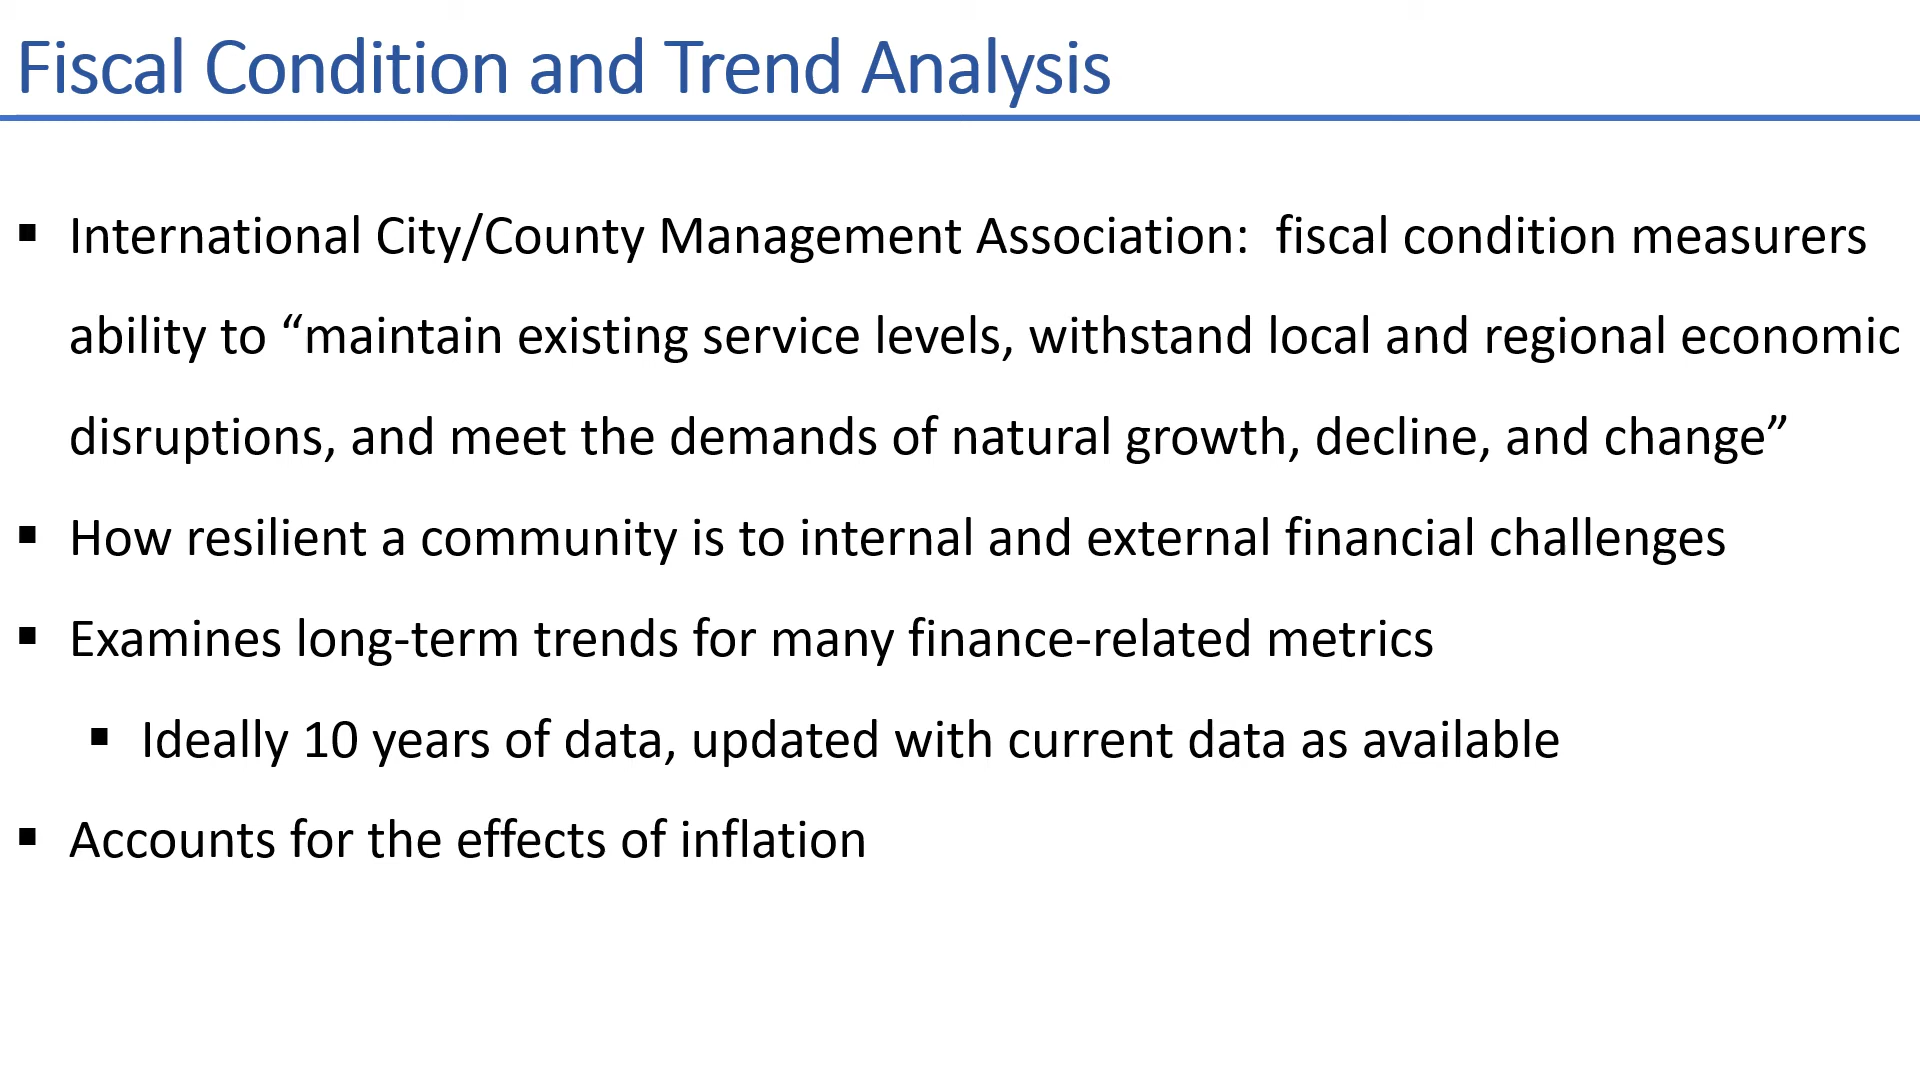 Fiscal Condition and Trend Analysis
▪ International City/County Management Association:  fiscal condition measurers
ability to “maintain existing service levels, withstand local and regional economic
disruptions, and meet the demands of natural growth, decline, and change”
▪ How resilient a community is to internal and external financial challenges
▪ Examines long-term trends for many finance-related metrics
▪ Ideally 10 years of data, updated with current data as available
▪ Accounts for the effects of inflation